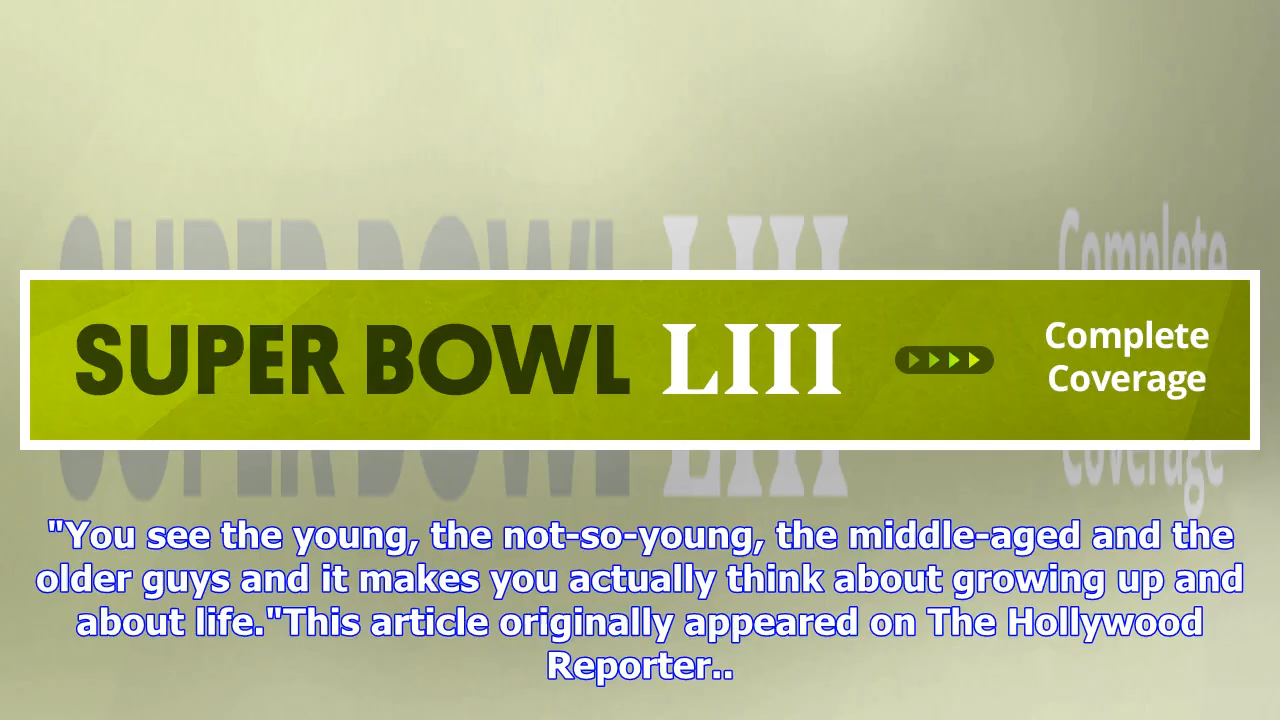 SUPER BOWL LIII
Complete
Coverage
"You see the young, the not-so-young, the middle-aged and the
older guys and it makes you actually think about growing up and
about life."This article originally appeared on The Hollywood
Reporter..